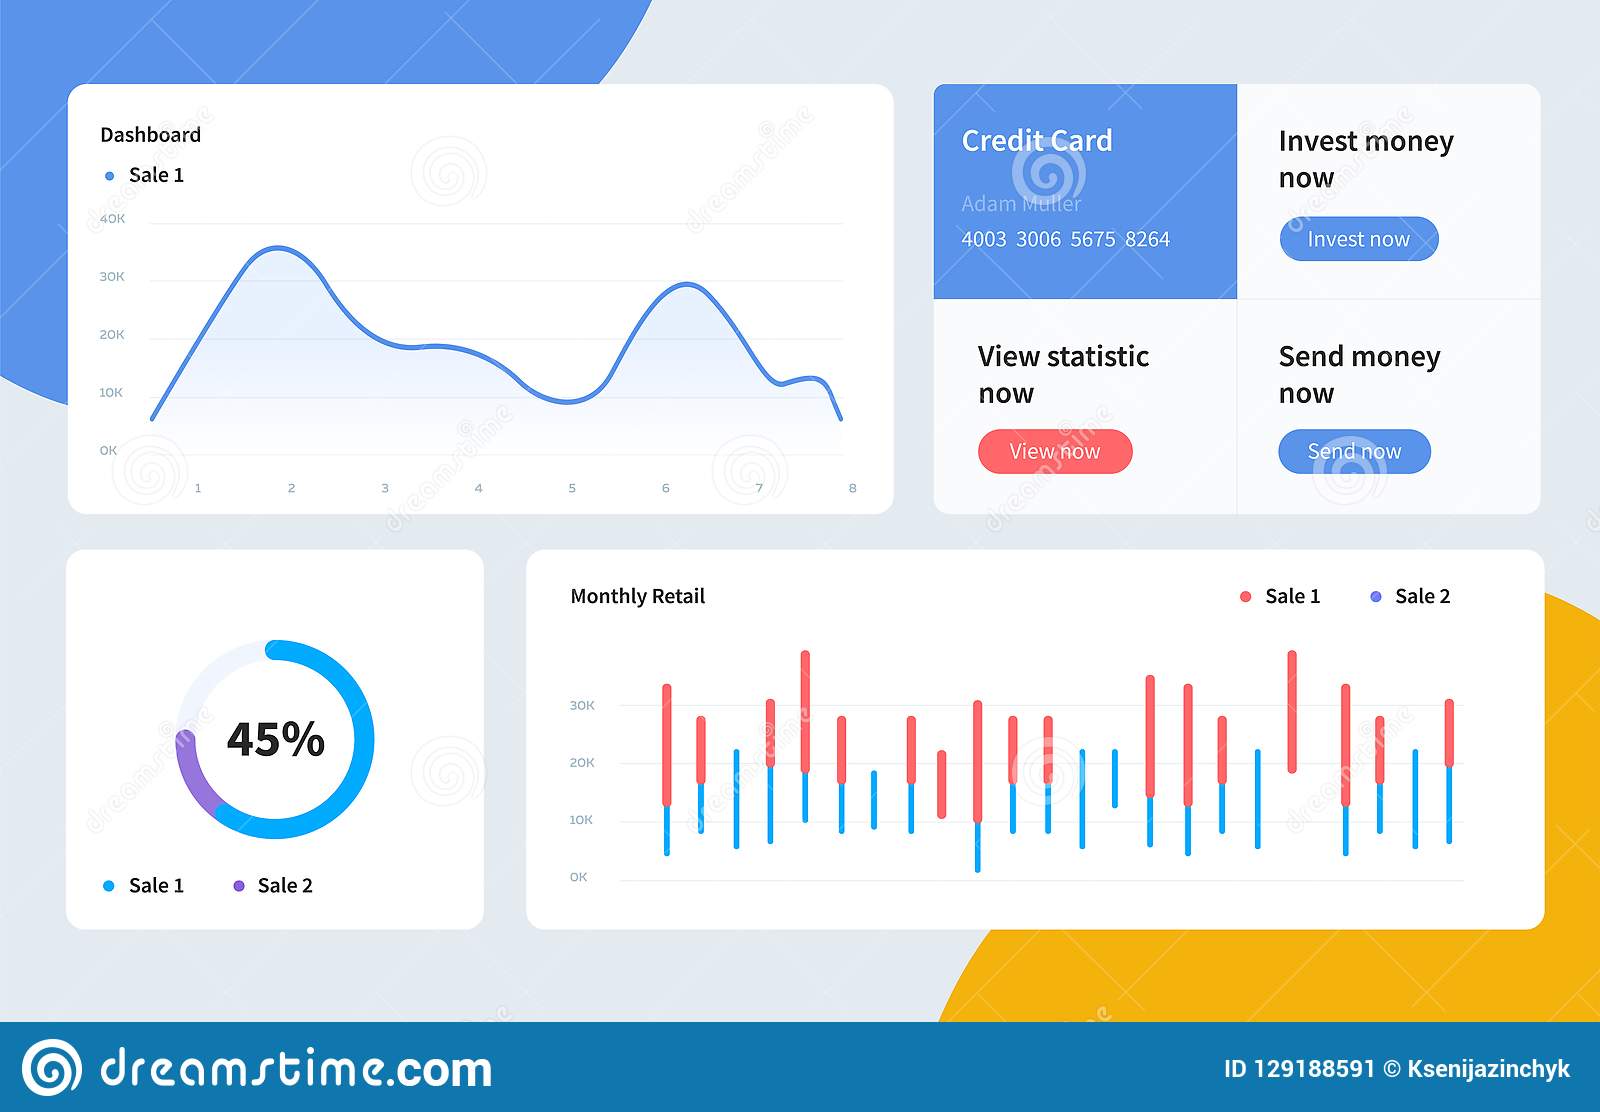 Dashboard
Sale 1
40K
30K
20K
10K
0K
1 2 3 4 5 6 7 8
Credit Card
Adam Muller
4003 3006 5675 8264
Invest money
now
Invest now
View statistic
now
View now
Send money
now
Send now
45%
Sale 1 Sale 2
Monthly Retail
Sale 1 Sale 2
30K
20K
10K
0K
dreamstime.com
ID 129188591 © Ksenijazinchyk